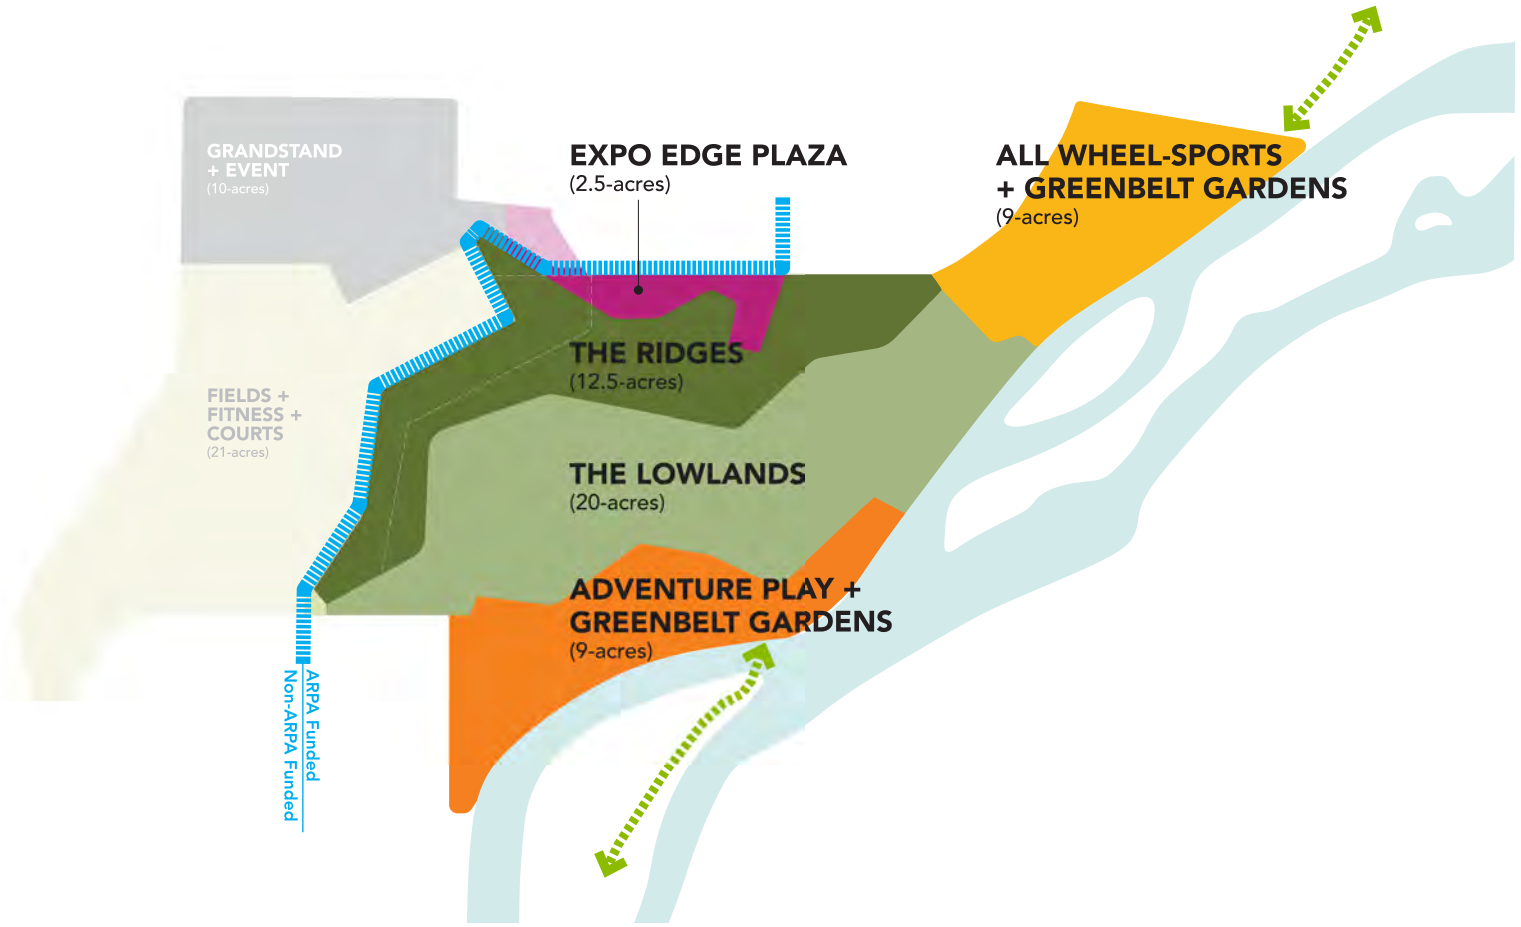 GRANDSTAND
+ EVENT
(10-acres)
EXPO EDGE PLAZA
(2.5-acres)
ALL WHEEL-SPORTS
+ GREENBELT GARDENS
(9-acres)
THE RIDGES
(12.5-acres)
FIELDS +
FITNESS +
COURTS
(21-acres)
THE LOWLANDS
(20-acres)
ADVENTURE PLAY +
GREENBELT GARDENS
(9-acres)
ARPA Funded
Non-ARPA Funded